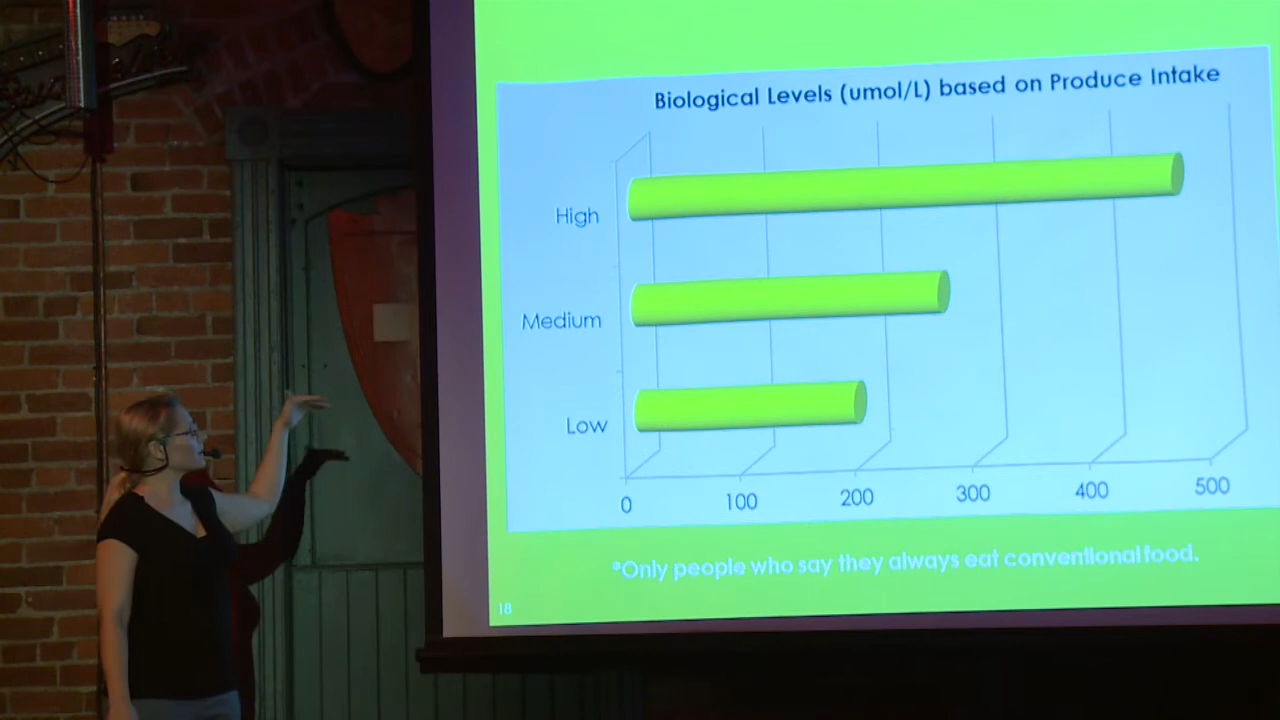 Biological Levels (umol/L) based on Produce Intake
High
Medium
Low
0 100 200 300 400 500
*Only people who say they always eat conventional food.
18